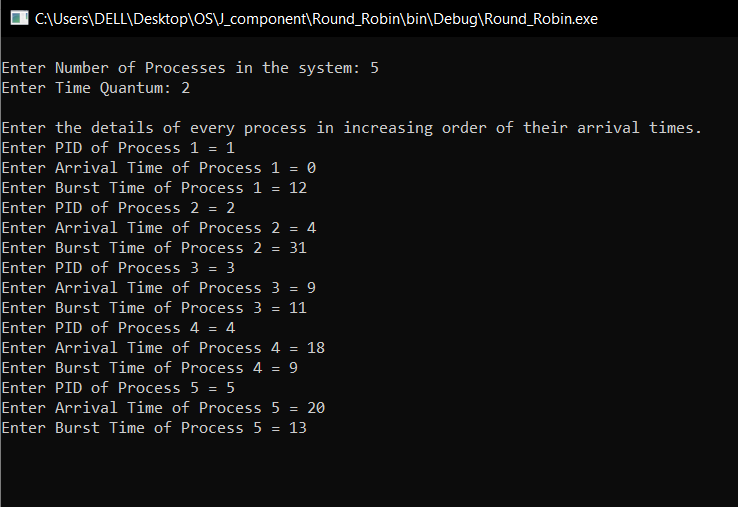 C:\Users\DELL\Desktop\OS\J_component\Round_Robin\bin\Debug\Round_Robin.exe
Enter Number of Processes in the system: 5
Enter Time Quantum: 2
Enter the details of every process in increasing order of their arrival times.
Enter PID of Process 1 = 1
Enter Arrival Time of Process 1 = 0
Enter Burst Time of Process 1 = 12
Enter PID of Process 2 = 2
Enter Arrival Time of Process 2 = 4
Enter Burst Time of Process 2 = 31
Enter PID of Process 3 = 3
Enter Arrival Time of Process 3 = 9
Enter Burst Time of Process 3 = 11
Enter PID of Process 4 = 4
Enter Arrival Time of Process 4 = 18
Enter Burst Time of Process 4 = 9
Enter PID of Process 5 = 5
Enter Arrival Time of Process 5 = 20
Enter Burst Time of Process 5 = 13